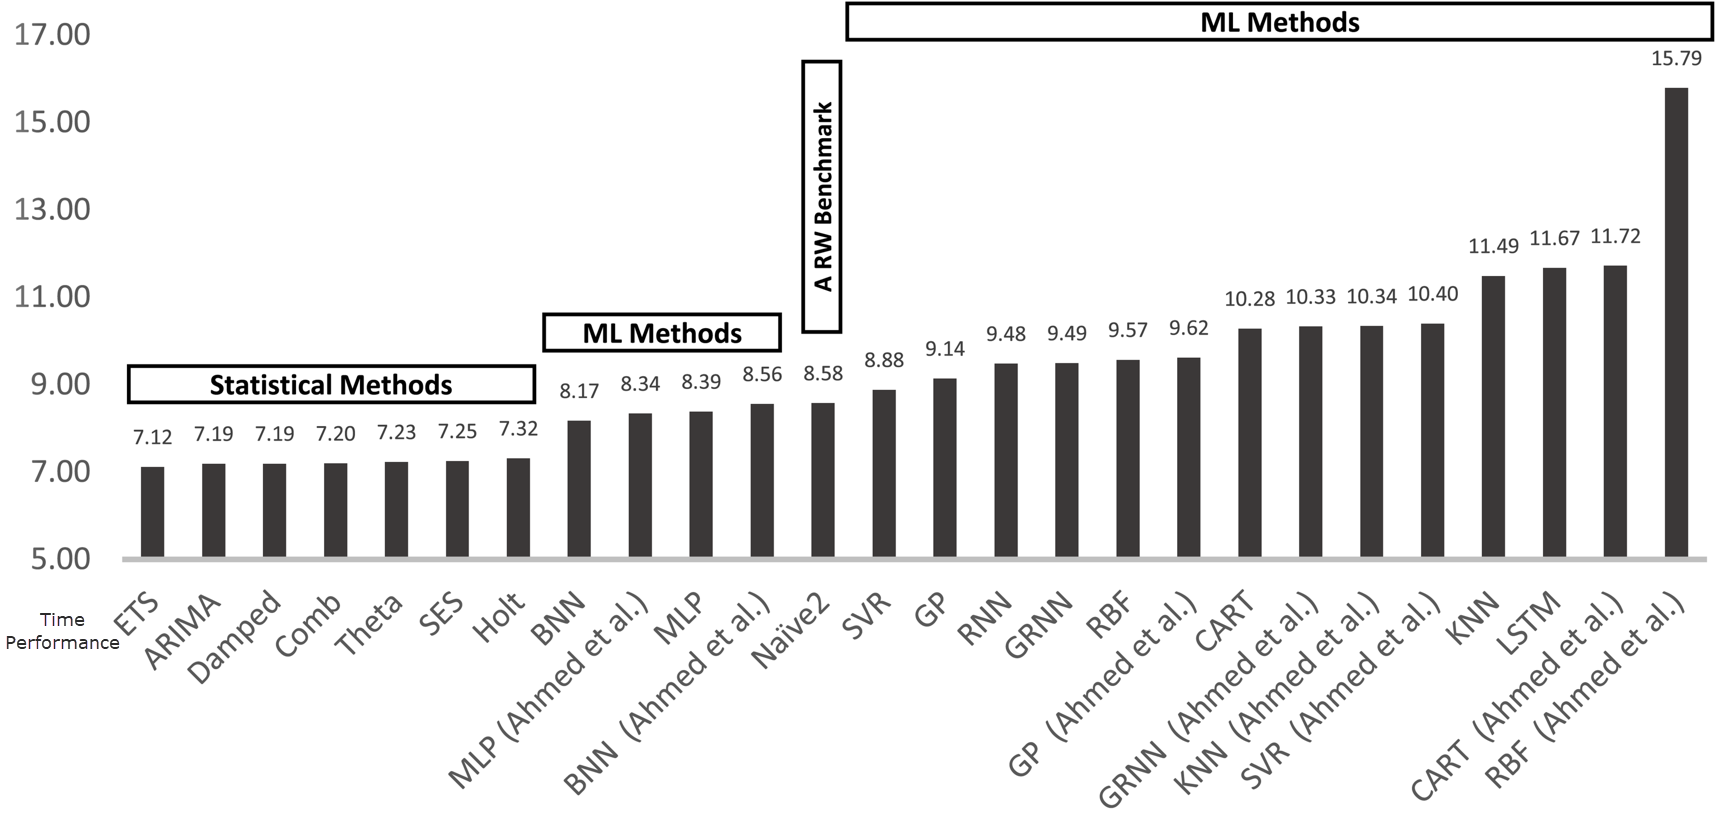 ML Methods
17.00
15.79
15.00
A RW Benchmark
13.00
11.49 11.67 11.72
11.00
10.28 10.33 10.34 10.40
ML Methods
9.48 9.49 9.57 9.62
9.14
8.88
8.56 8.58
8.17 8.34 8.39
9.00
Statistical Methods
7.12 7.19 7.19 7.20 7.23 7.25 7.32
7.00
5.00
Time
Performance
ETS
ARIMA
Damped
Comb
Theta
SES
Holt
BNN
MLP (Ahmed et al.)
MLP
BNN (Ahmed et al.)
Naïve2
SVR
GP
RNN
GRNN
RBF
GP (Ahmed et al.)
CART
GRNN (Ahmed et al.)
KNN (Ahmed et al.)
SVR (Ahmed et al.)
KNN
LSTM
CART (Ahmed et al.)
RBF (Ahmed et al.)